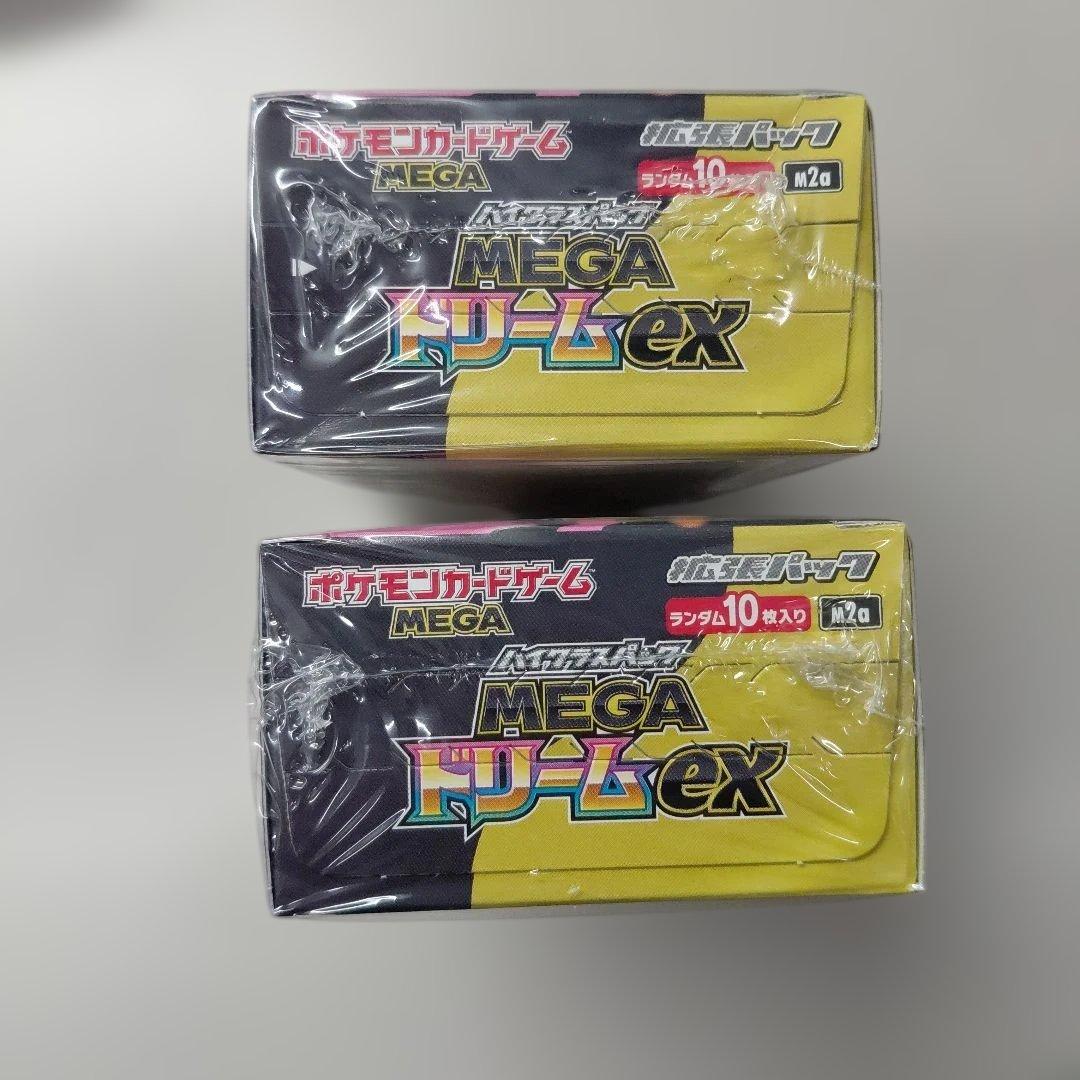 ポケモンカードゲーム
MEGA
拡張パック
ランダム10
M2a
ハイクラスパック
MEGA
ドリームex
ポケモンカードゲーム
MEGA
拡張パック
ランダム10枚入り
M2a
ハイクラスパック
MEGA
ドリームex